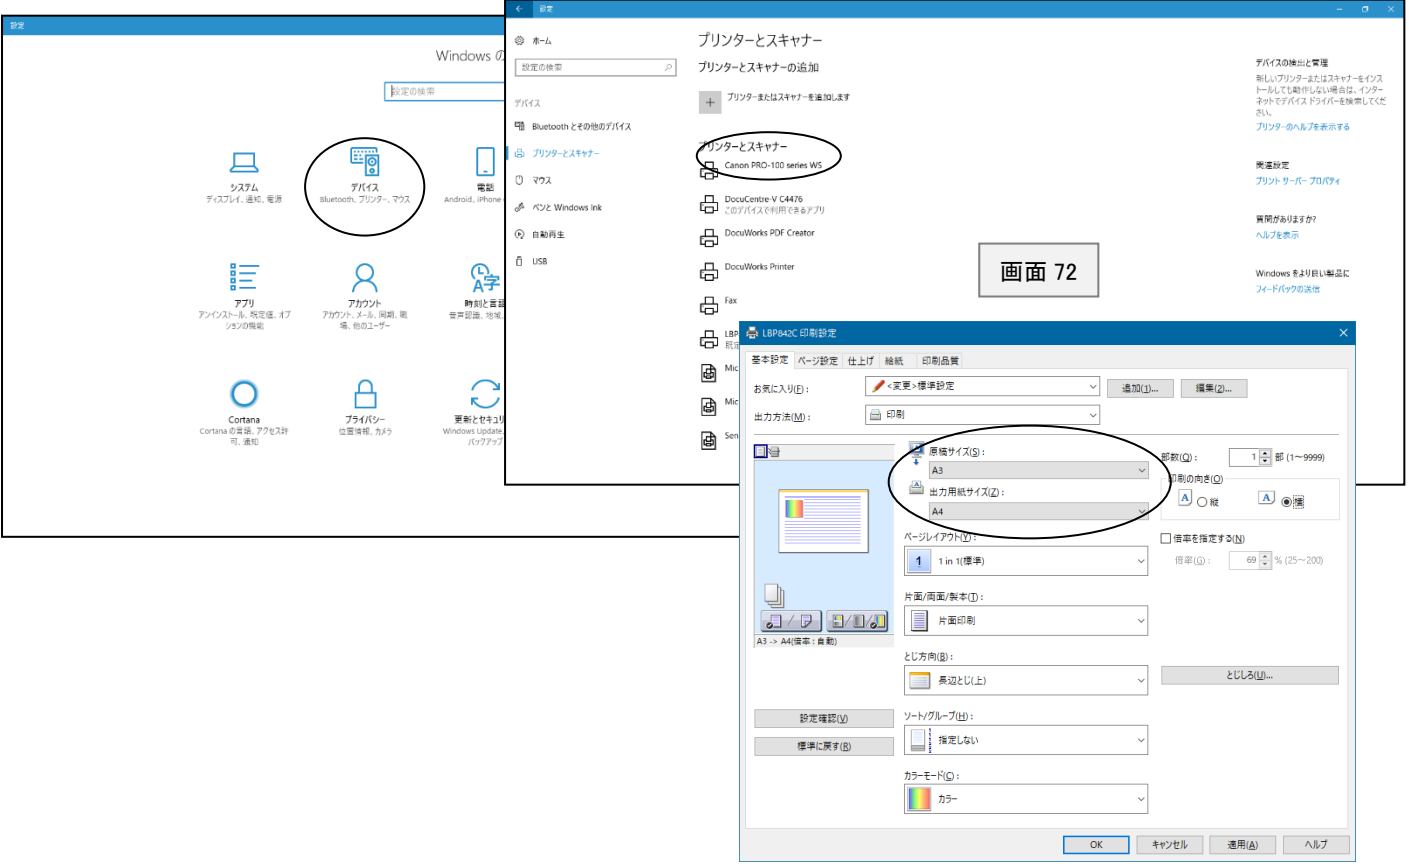 設定
Windows の
設定の検索
システム
ディスプレイ、通知、電源
デバイス
Bluetooth、プリンター、マウス
電話
Android、iPhone
アプリ
アンインストール、既定値、オプ
ションの機能
アカウント
アカウント、メール、同期、職
場、他のユーザー
時刻と言語
音声認識、地域、
Cortana
Cortana の言語、アクセス許
可、通知
プライバシー
位置情報、カメラ
更新とセキュリ
Windows Update、
バックアップ
設定
ホーム
設定の検索
デバイス
Bluetooth とその他のデバイス
プリンターとスキャナー
マウス
ペンと Windows Ink
自動再生
USB
プリンターとスキャナー
プリンターとスキャナーの追加
プリンターまたはスキャナーを追加します
プリンターとスキャナー
Canon PRO-100 series WS
DocuCentre-V C4476
このデバイスで利用できるアプリ
DocuWorks PDF Creator
DocuWorks Printer
Fax
LBP
既定
Mic
Mic
Sen
デバイスの検出と管理
新しいプリンターまたはスキャナーをインス
トールしても動作しない場合は、インター
ネットでデバイス ドライバーを検索してくだ
さい。
プリンターのヘルプを表示する
関連設定
プリント サーバー プロパティ
質問がありますか?
ヘルプを表示
Windows をより良い製品に
フィードバックの送信
画面 72
LBP842C 印刷設定
基本設定 ページ設定 仕上げ 給紙 印刷品質
お気に入り(F): <変更>標準設定 追加(1)... 編集(2)...
出力方法(M): 印刷
原稿サイズ(S):
A3
出力用紙サイズ(Z):
A4
部数(Q): 1 部 (1～9999)
印刷の向き(O)
A 縦 A 横
倍率を指定する(N)
倍率(G): 69 % (25～200)
A3 -> A4(倍率 : 自動)
ページレイアウト(Y):
1 1 in 1(標準)
片面/両面/製本(T):
片面印刷
とじ方向(B):
長辺とじ(上)
とじしろ(U)...
ソート/グループ(H):
指定しない
カラーモード(C):
カラー
設定確認(V)
標準に戻す(R)
OK キャンセル 適用(A) ヘルプ